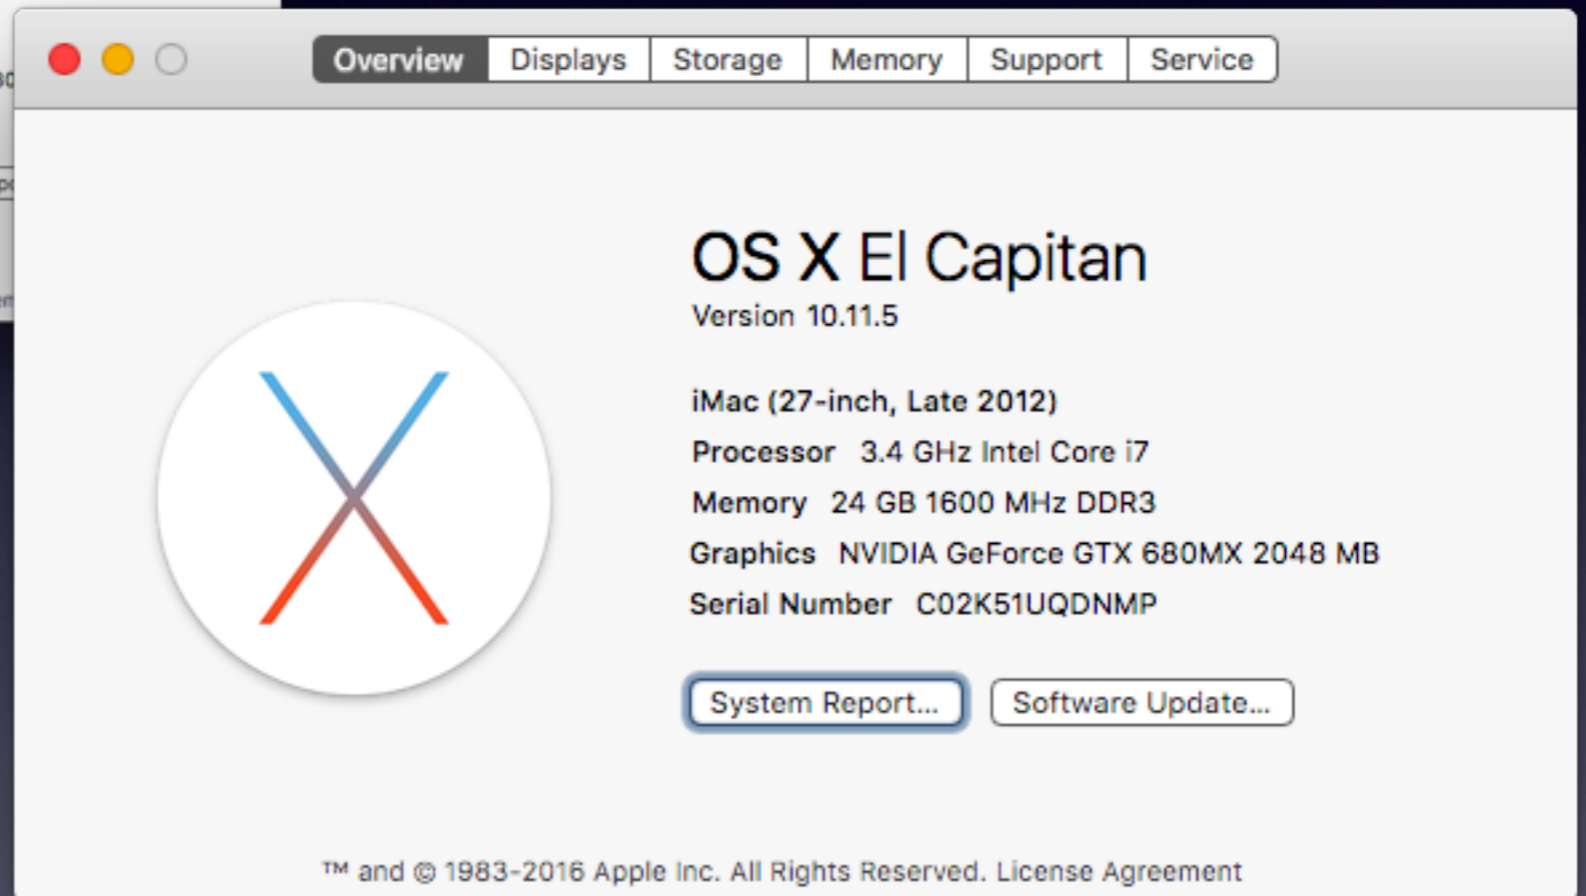 Overview Displays Storage Memory Support Service
OS X El Capitan
Version 10.11.5
iMac (27-inch, Late 2012)
Processor 3.4 GHz Intel Core i7
Memory 24 GB 1600 MHz DDR3
Graphics NVIDIA GeForce GTX 680MX 2048 MB
Serial Number C02K51UQDNMP
System Report... Software Update...
™ and © 1983-2016 Apple Inc. All Rights Reserved. License Agreement